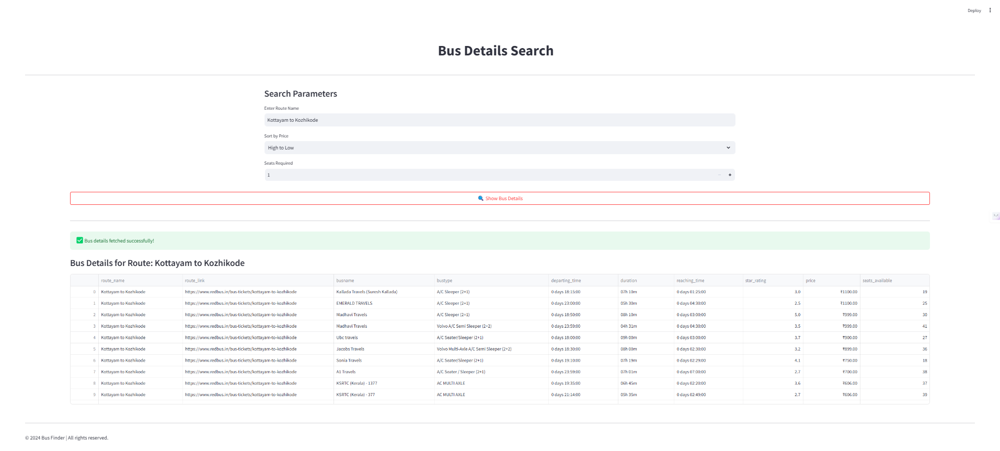 Deploy
Bus Details Search
Search Parameters
Enter Route Name
Kottayam to Kozhikode
Sort by Price
High to Low
Seats Required
1
Show Bus Details
Bus details fetched successfully!
Bus Details for Route: Kottayam to Kozhikode
route_name route_link busname bustype departing_time duration reaching_time star_rating price seats_available
0 Kottayam to Kozhikode https://www.redbus.in/bus-tickets/kottayam-to-kozhikode Kallada Travels (Suresh Kallada) A/C Sleeper (2+1) 0 days 18:15:00 07h 10m 0 days 01:25:00 3.0 ₹1100.00 19
1 Kottayam to Kozhikode https://www.redbus.in/bus-tickets/kottayam-to-kozhikode EMERALD TRAVELS A/C Sleeper (2+1) 0 days 23:00:00 05h 30m 0 days 04:30:00 2.5 ₹1100.00 25
2 Kottayam to Kozhikode https://www.redbus.in/bus-tickets/kottayam-to-kozhikode Madhavi Travels A/C Sleeper (2+1) 0 days 18:50:00 08h 10m 0 days 03:00:00 5.0 ₹999.00 30
3 Kottayam to Kozhikode https://www.redbus.in/bus-tickets/kottayam-to-kozhikode Madhavi Travels Volvo A/C Semi Sleeper (2+2) 0 days 23:59:00 04h 31m 0 days 04:30:00 3.5 ₹999.00 41
4 Kottayam to Kozhikode https://www.redbus.in/bus-tickets/kottayam-to-kozhikode Ubc travels A/C Seater/Sleeper (2+1) 0 days 18:00:00 09h 00m 0 days 03:00:00 3.7 ₹900.00 27
5 Kottayam to Kozhikode https://www.redbus.in/bus-tickets/kottayam-to-kozhikode Jacobs Travels Volvo Multi-Axle A/C Semi Sleeper (2+2) 0 days 18:30:00 08h 00m 0 days 02:30:00 3.2 ₹899.00 36
6 Kottayam to Kozhikode https://www.redbus.in/bus-tickets/kottayam-to-kozhikode Sonia Travels A/C Seater/Sleeper (2+1) 0 days 19:10:00 07h 19m 0 days 02:29:00 4.1 ₹750.00 18
7 Kottayam to Kozhikode https://www.redbus.in/bus-tickets/kottayam-to-kozhikode A1 Travels A/C Seater / Sleeper (2+1) 0 days 23:59:00 07h 01m 0 days 07:00:00 2.7 ₹700.00 38
8 Kottayam to Kozhikode https://www.redbus.in/bus-tickets/kottayam-to-kozhikode KSRTC (Kerala) - 1377 AC MULTI AXLE 0 days 19:35:00 06h 45m 0 days 02:20:00 3.6 ₹606.00 37
9 Kottayam to Kozhikode https://www.redbus.in/bus-tickets/kottayam-to-kozhikode KSRTC (Kerala) - 377 AC MULTI AXLE 0 days 21:14:00 05h 35m 0 days 02:49:00 2.7 ₹606.00 39
© 2024 Bus Finder | All rights reserved.